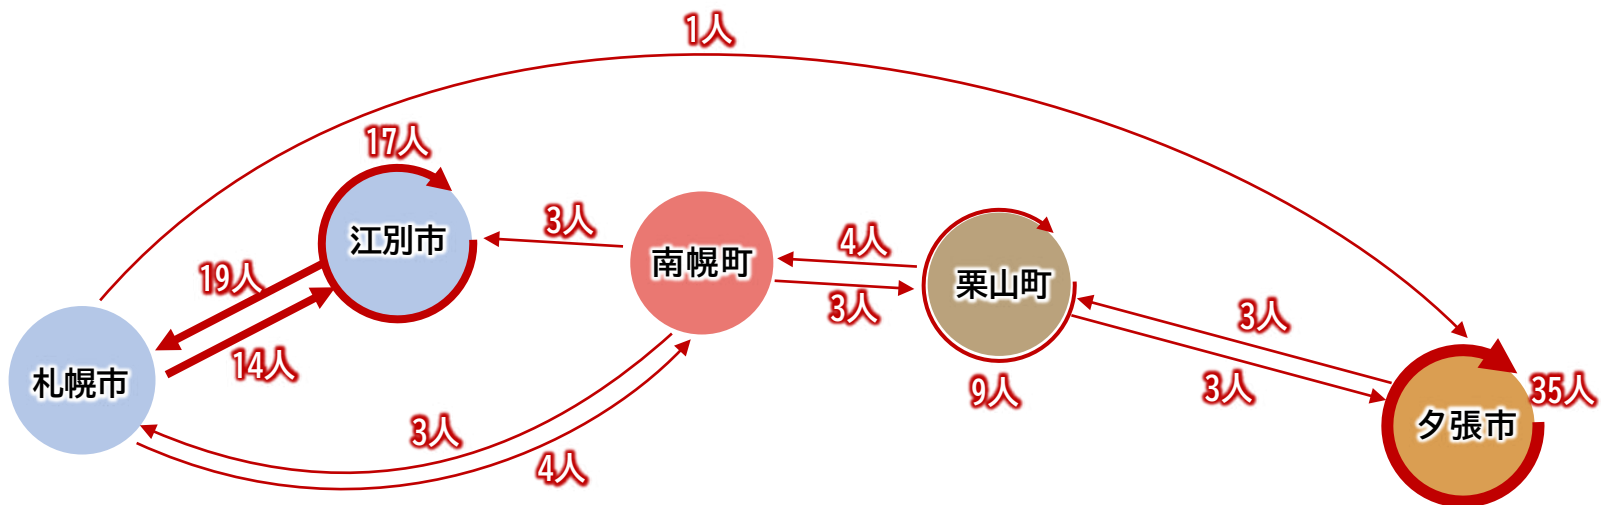 1人
17人
江別市
3人
南幌町
4人
3人
栗山町
9人
19人
14人
札幌市
3人
4人
3人
3人
35人
夕張市